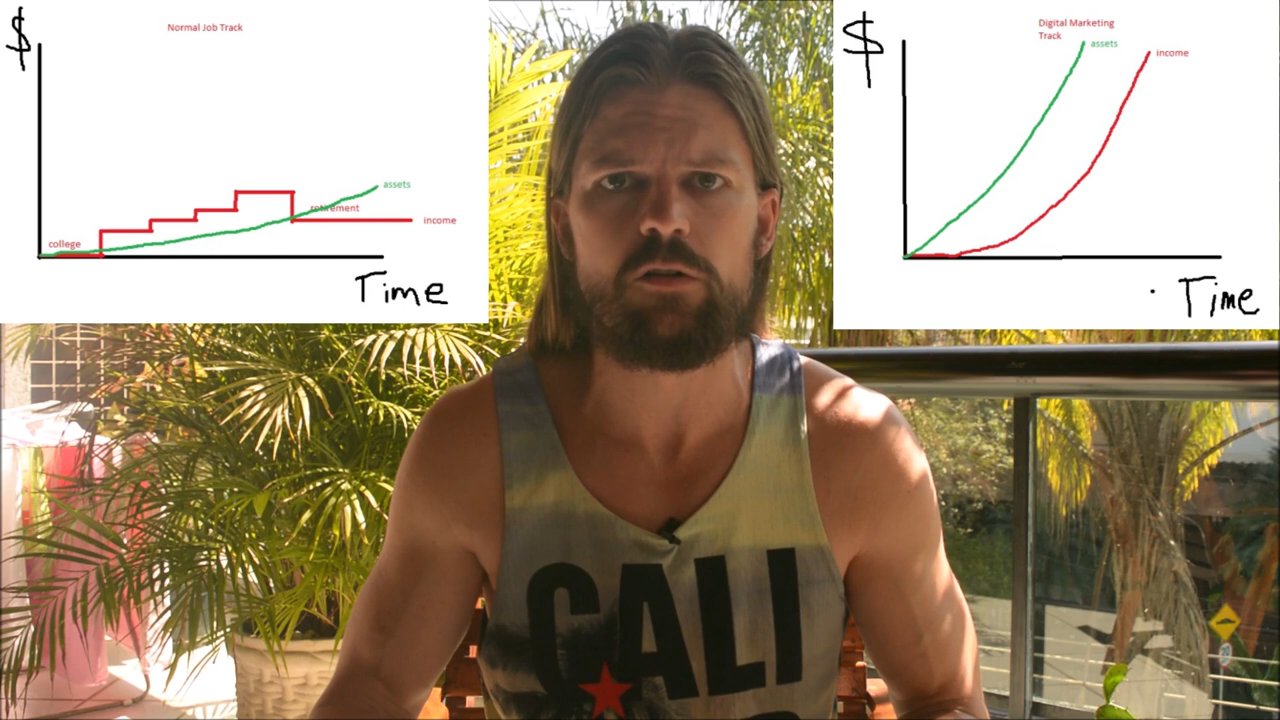 $
Normal Job Track
assets
retirement
income
college
Time
$
Digital Marketing
Track
assets
income
Time
CALI